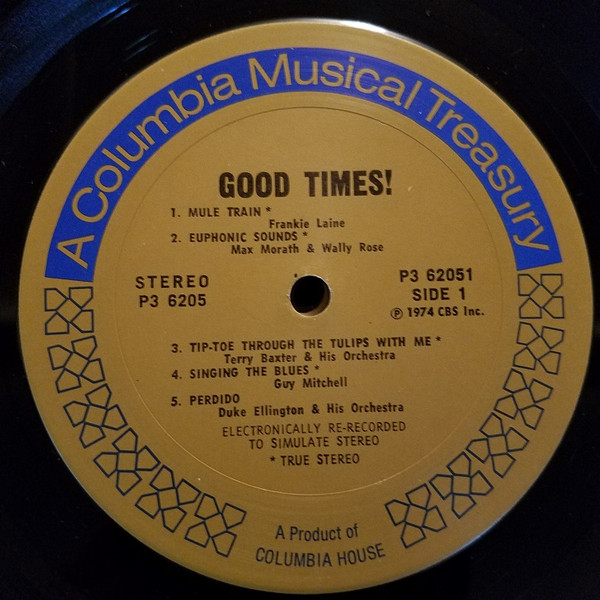 A Columbia Musical Treasury
GOOD TIMES!
1. MULE TRAIN *
Frankie Laine
2. EUPHONIC SOUNDS *
Max Morath & Wally Rose
STEREO
P3 6205
P3 62051
SIDE 1
Ⓟ 1974 CBS Inc.
3. TIP-TOE THROUGH THE TULIPS WITH ME *
Terry Baxter & His Orchestra
4. SINGING THE BLUES *
Guy Mitchell
5. PERDIDO
Duke Ellington & His Orchestra
ELECTRONICALLY RE-RECORDED
TO SIMULATE STEREO
* TRUE STEREO
A Product of
COLUMBIA HOUSE